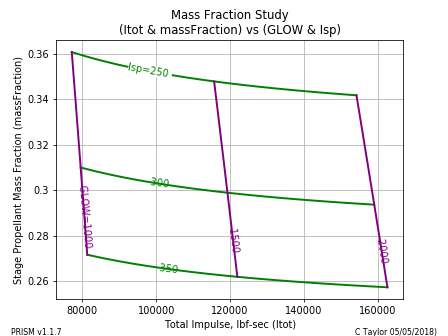 Mass Fraction Study
(Itot & massFraction) vs (GLOW & Isp)
Stage Propellant Mass Fraction (massFraction)
0.36
0.34
0.32
0.3
0.28
0.26
Isp=250
300
350
GLOW=1000
1500
2000
80000
100000
120000
140000
160000
Total Impulse, lbf-sec (Itot)
PRISM v1.1.7
C Taylor 05/05/2018)